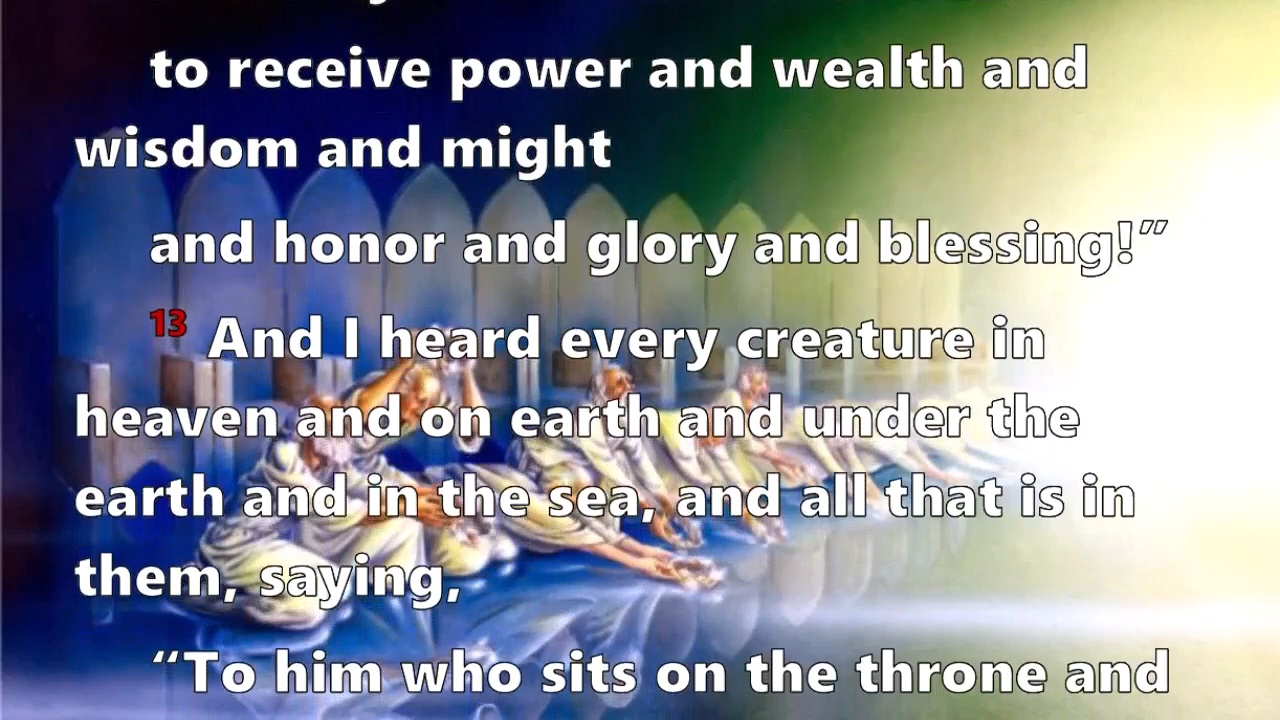 to receive power and wealth and
wisdom and might
and honor and glory and blessing!”
13 And I heard every creature in
heaven and on earth and under the
earth and in the sea, and all that is in
them, saying,
“To him who sits on the throne and